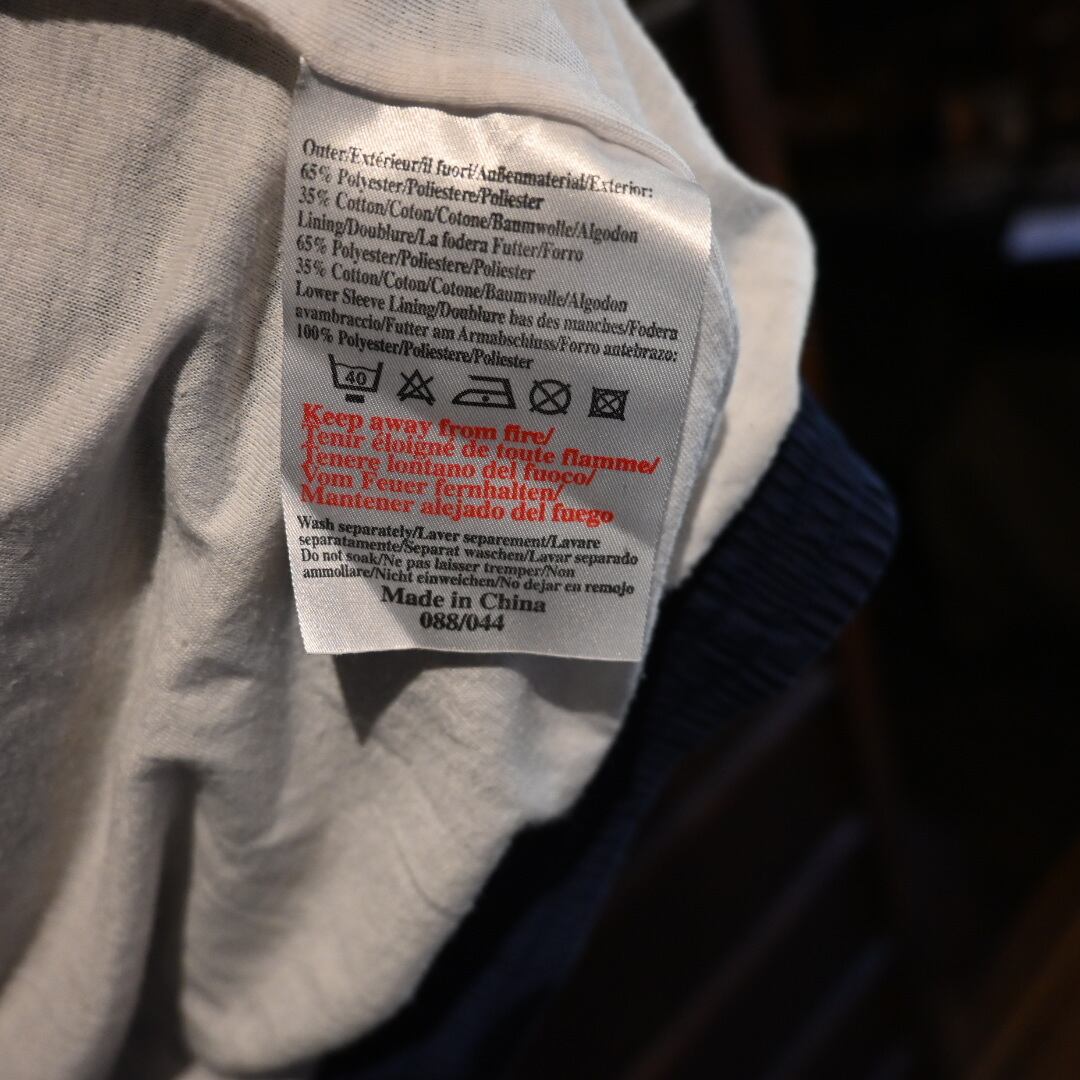 Outer/Extérieur/il fuori/Außenmaterial/Exterior:
65% Polyester/Poliestere/Poliester
35% Cotton/Coton/Cotone/Baumwolle/Algodon
Lining/Doublure/La fodera Futter/Forro
65% Polyester/Poliestere/Poliester
35% Cotton/Coton/Cotone/Baumwolle/Algodon
Lower Sleeve Lining/Doublure bas des manches/Fodera
avambraccio/Futter am Armabschluss/Forro antebrazo:
100% Polyester/Poliestere/Poliester
40
Keep away from fire/
Tenir éloigné de toute flamme/
Tenere lontano del fuoco/
Vom Feuer fernhalten/
Mantener alejado del fuego
Wash separately/Laver separement/Lavare
separatamente/Separat waschen/Lavar separado
Do not soak/Ne pas laisser tremper/Non
ammollare/Nicht einweichen/No dejar en remojo
Made in China
088/044